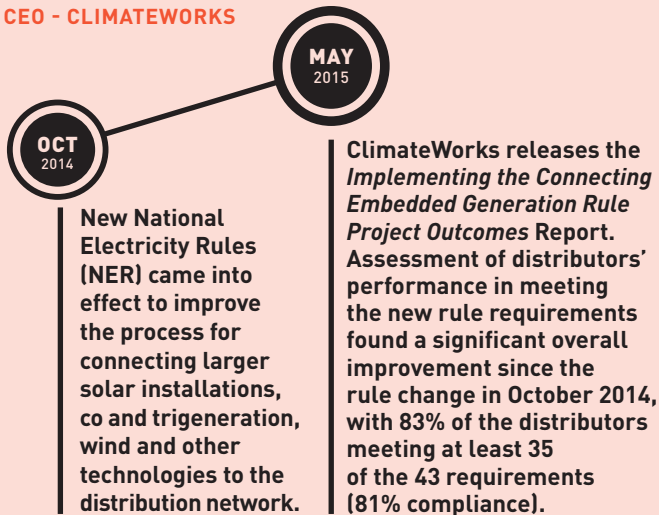 CEO - CLIMATEWORKS
OCT
2014
New National
Electricity Rules
(NER) came into
effect to improve
the process for
connecting larger
solar installations,
co and trigeneration,
wind and other
technologies to the
distribution network.
MAY
2015
ClimateWorks releases the
Implementing the Connecting
Embedded Generation Rule
Project Outcomes Report.
Assessment of distributors’
performance in meeting
the new rule requirements
found a significant overall
improvement since the
rule change in October 2014,
with 83% of the distributors
meeting at least 35
of the 43 requirements
(81% compliance).